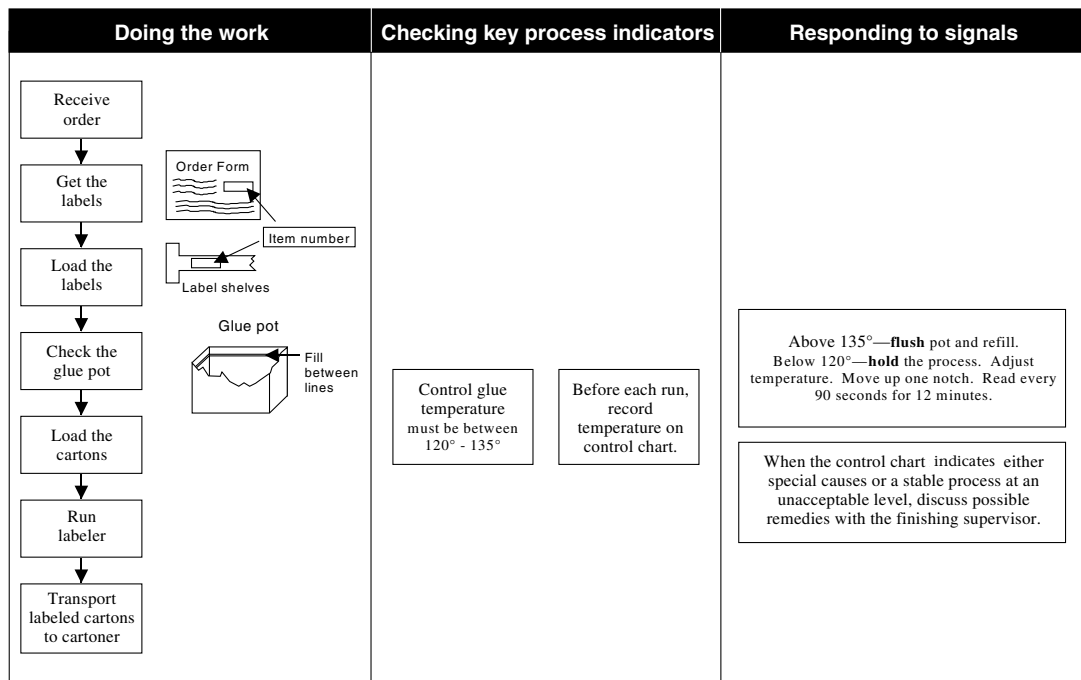 Doing the work
Checking key process indicators
Responding to signals
Receive
order
Get the
labels
Load the
labels
Check the
glue pot
Load the
cartons
Run
labeler
Transport
labeled cartons
to cartoner
Order Form
Item number
Label shelves
Glue pot
Fill
between
lines
Control glue
temperature
must be between
120° - 135°
Before each run,
record
temperature on
control chart.
Above 135°—flush pot and refill.
Below 120°—hold the process. Adjust
temperature. Move up one notch. Read every
90 seconds for 12 minutes.
When the control chart indicates either
special causes or a stable process at an
unacceptable level, discuss possible
remedies with the finishing supervisor.